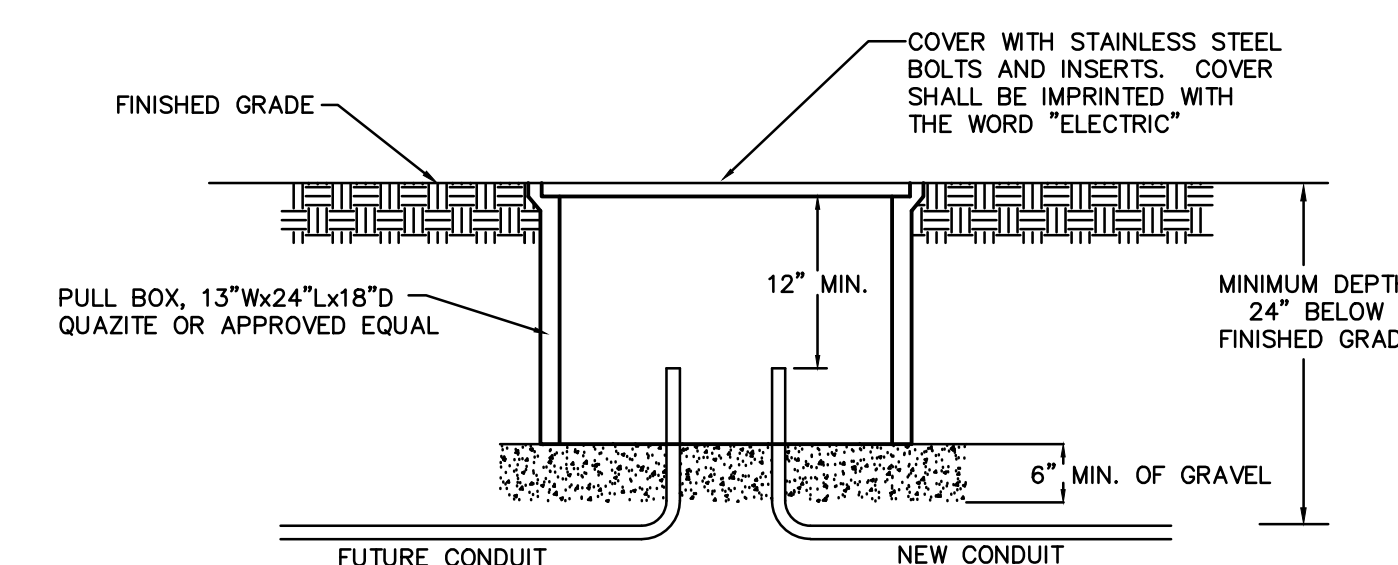 COVER WITH STAINLESS STEEL
BOLTS AND INSERTS. COVER
SHALL BE IMPRINTED WITH
THE WORD "ELECTRIC"
FINISHED GRADE
12" MIN.
PULL BOX, 13"Wx24"Lx18"D
QUAZITE OR APPROVED EQUAL
MINIMUM DEPTH
24" BELOW
FINISHED GRAD
6" MIN. OF GRAVEL
FUTURE CONDUIT
NEW CONDUIT